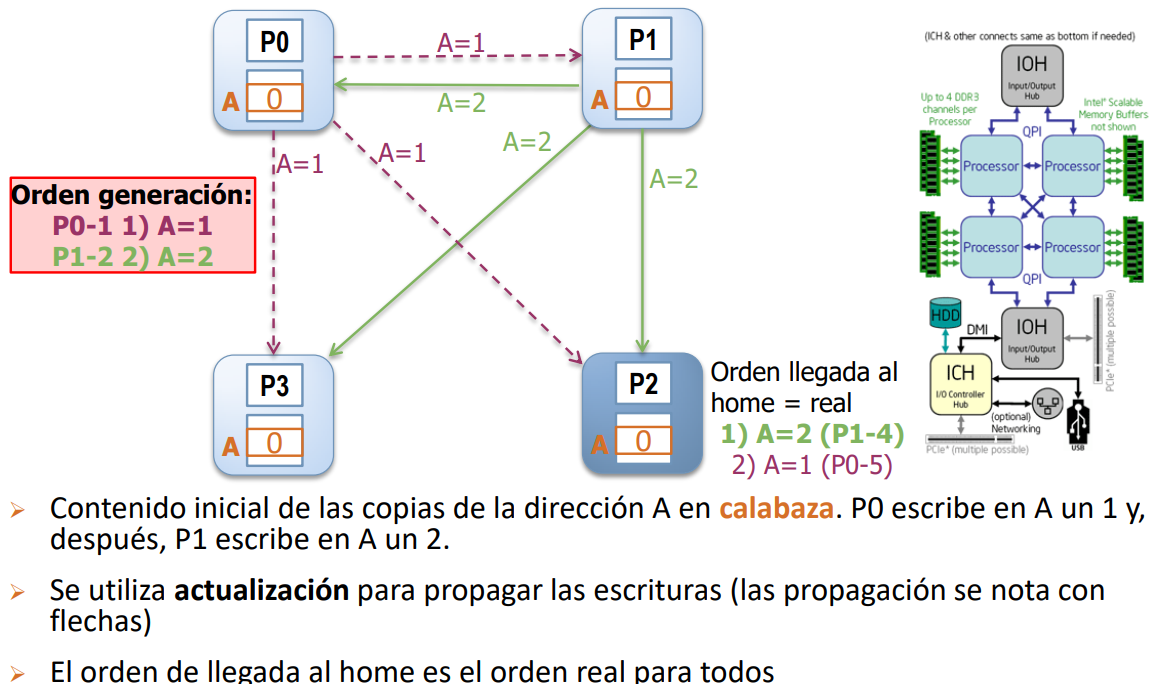 P0
A
0
A=1
A=2
P1
A
0
A=1
A=1
A=2
A=2
Orden generación:
P0-1 1) A=1
P1-2 2) A=2
P3
A
0
P2
A
0
Orden llegada al
home = real
1) A=2 (P1-4)
2) A=1 (P0-5)
(ICH & other connects same as bottom if needed)
IOH
Input/Output
Hub
Up to 4 DDR3
channels per
Processor
Intel® Scalable
Memory Buffers
not shown
QPI
Processor
Processor
Processor
Processor
QPI
HDD
DMI
IOH
Input/Output
Hub
PCIe* (multiple possible)
ICH
I/O Controller
Hub
(optional)
Networking
USB
PCIe* (multiple possible)
➢ Contenido inicial de las copias de la dirección A en calabaza. P0 escribe en A un 1 y,
después, P1 escribe en A un 2.
➢ Se utiliza actualización para propagar las escrituras (las propagación se nota con
flechas)
➢ El orden de llegada al home es el orden real para todos